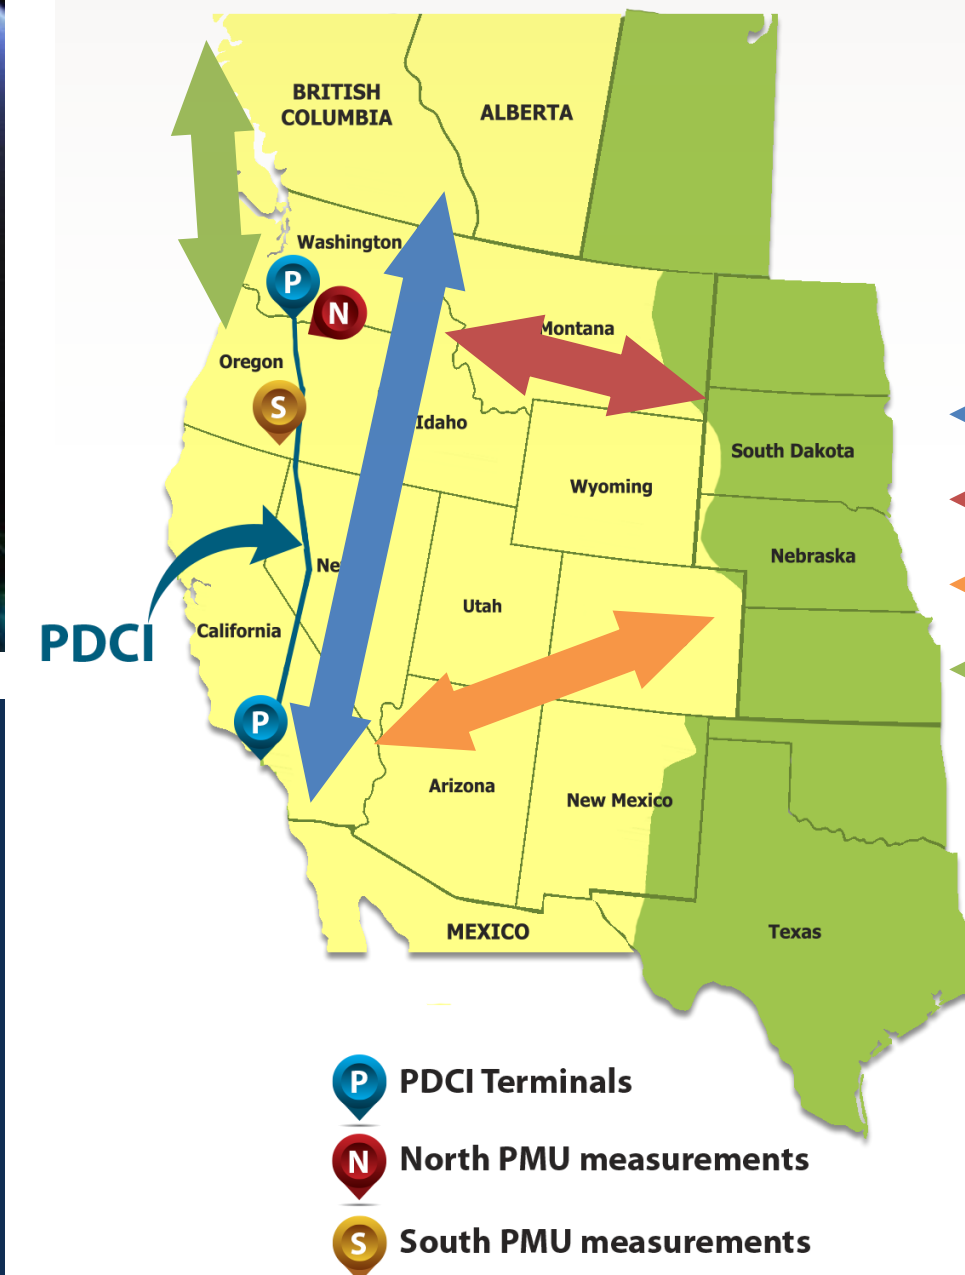 BRITISH
COLUMBIA
ALBERTA
Washington
P
N
Montana
Oregon
S
Idaho
South Dakota
Wyoming
Nebraska
Ne
Utah
PDCI
California
P
Arizona
New Mexico
MEXICO
Texas
P PDCI Terminals
N North PMU measurements
S South PMU measurements